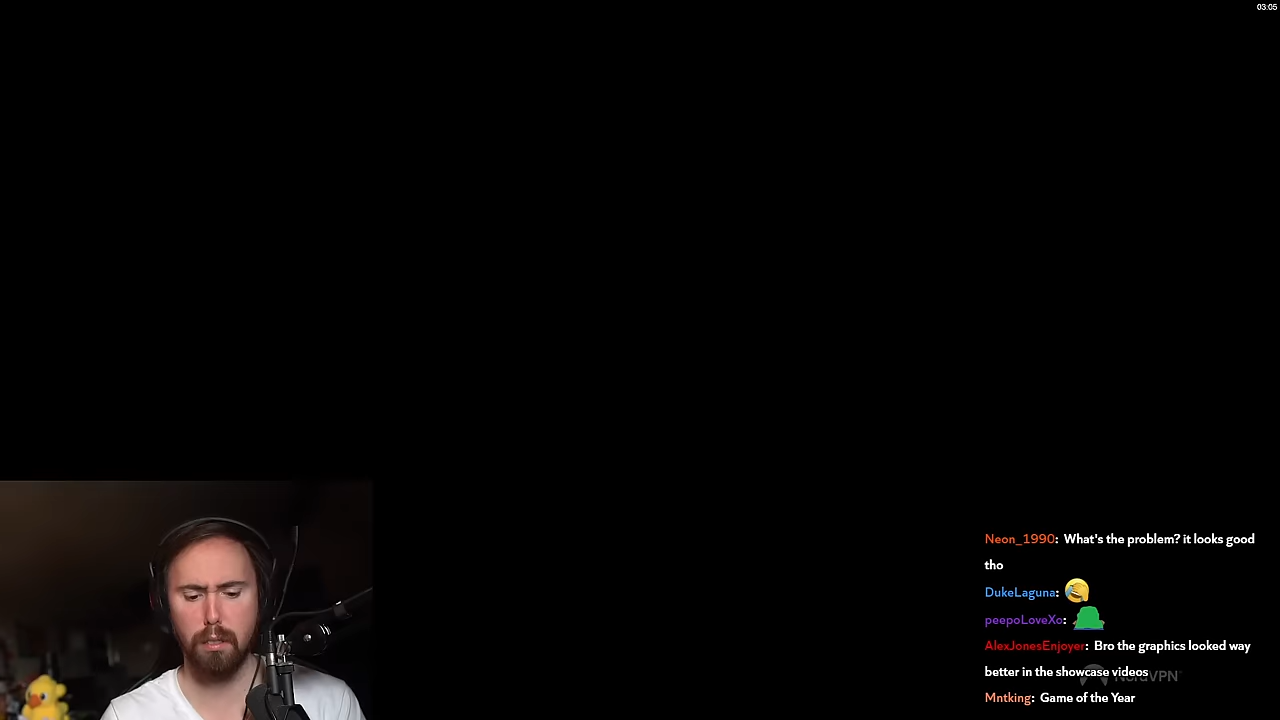 03:05
Neon_1990: What's the problem? it looks good
tho
DukeLaguna:
peepoLoveXo:
AlexJonesEnjoyer: Bro the graphics looked way
better in the showcase videos
NordVPN
Mntking: Game of the Year